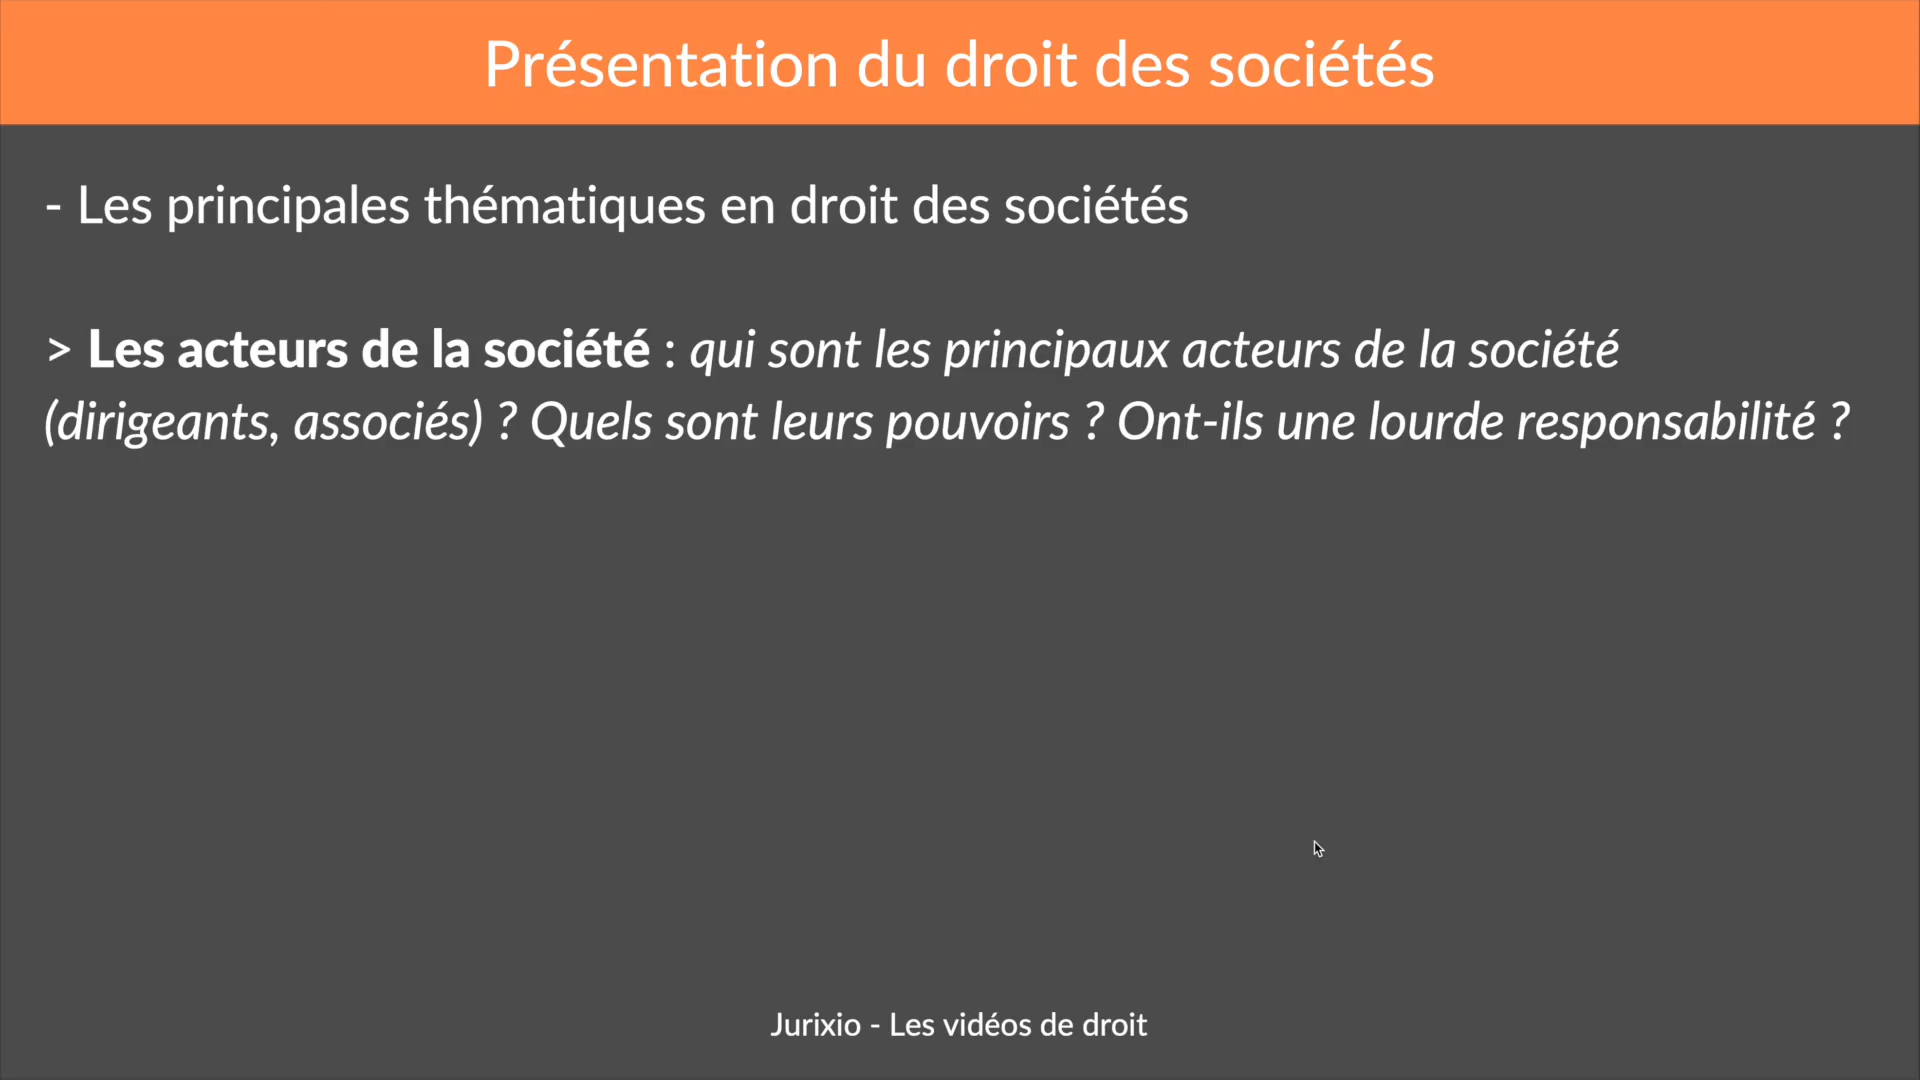 Présentation du droit des sociétés
- Les principales thématiques en droit des sociétés
> Les acteurs de la société : qui sont les principaux acteurs de la société
(dirigeants, associés) ? Quels sont leurs pouvoirs ? Ont-ils une lourde responsabilité ?
Jurixio - Les vidéos de droit